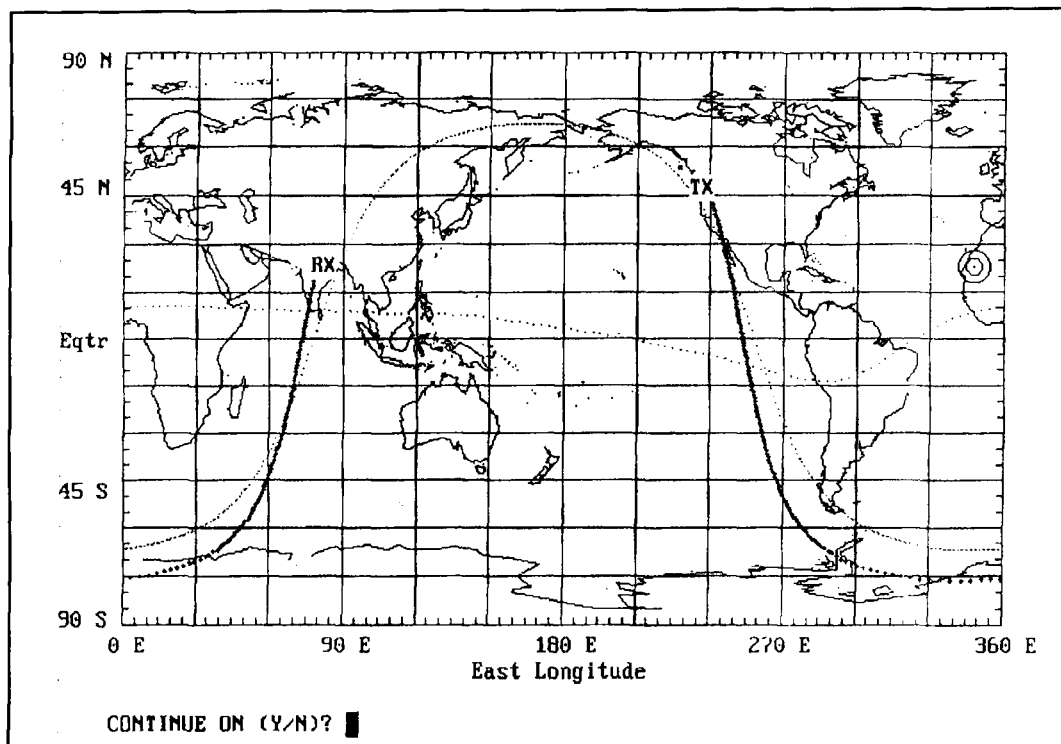 90 N
45 N
TX
RX
Eqtr
45 S
90 S
0 E
90 E
180 E
270 E
360 E
East Longitude
CONTINUE ON (Y/N)?